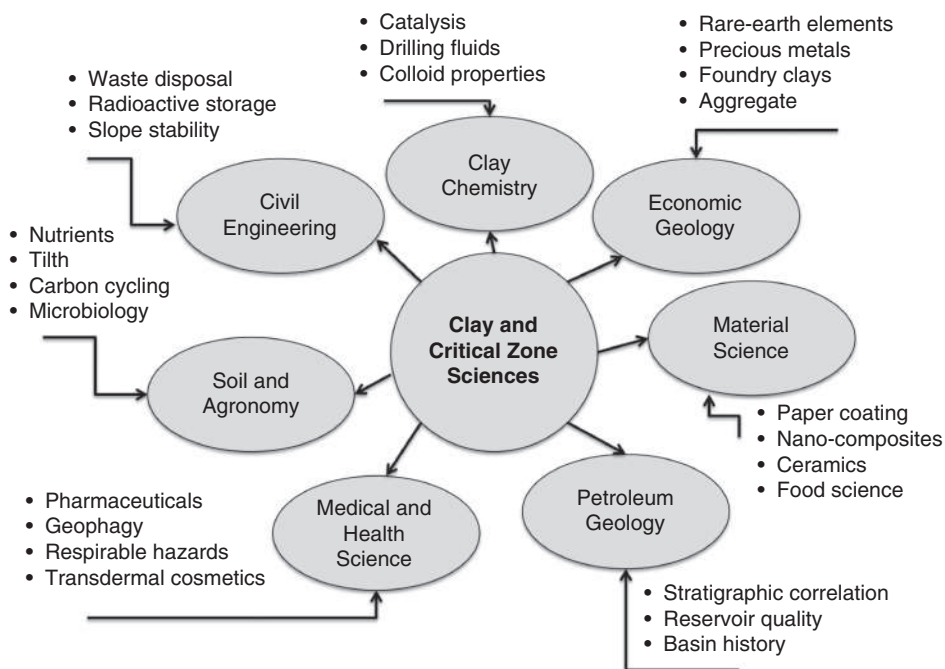 • Catalysis
• Drilling fluids
• Colloid properties
• Rare-earth elements
• Precious metals
• Foundry clays
• Aggregate
• Waste disposal
• Radioactive storage
• Slope stability
Clay
Chemistry
Civil
Engineering
Economic
Geology
• Nutrients
• Tilth
• Carbon cycling
• Microbiology
Clay and
Critical Zone
Sciences
Material
Science
Soil and
Agronomy
• Paper coating
• Nano-composites
• Ceramics
• Food science
• Pharmaceuticals
• Geophagy
• Respirable hazards
• Transdermal cosmetics
Medical and
Health
Science
Petroleum
Geology
• Stratigraphic correlation
• Reservoir quality
• Basin history